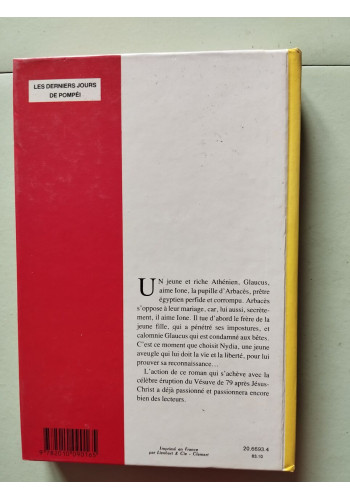 LES DERNIERS JOURS
DE POMPÉI
UN jeune et riche Athénien, Glaucus,
aime Ione, la pupille d'Arbacès, prêtre
égyptien perfide et corrompu. Arbacès
s'oppose à leur mariage, car, lui aussi, secrète-
ment, il aime Ione. Il tue d'abord le frère de la
jeune fille, qui a pénétré ses impostures, et
calomnie Glaucus qui est condamné aux bêtes.
C'est ce moment que choisit Nydia, une jeune
aveugle qui lui doit la vie et la liberté, pour lui
prouver sa reconnaissance...
L'action de ce roman qui s'achève avec la
célèbre éruption du Vésuve de 79 après Jésus-
Christ a déjà passionné et passionnera encore
bien des lecteurs.
Imprimé en France
par Lienhart & Cie - Clamart
20.6693.4